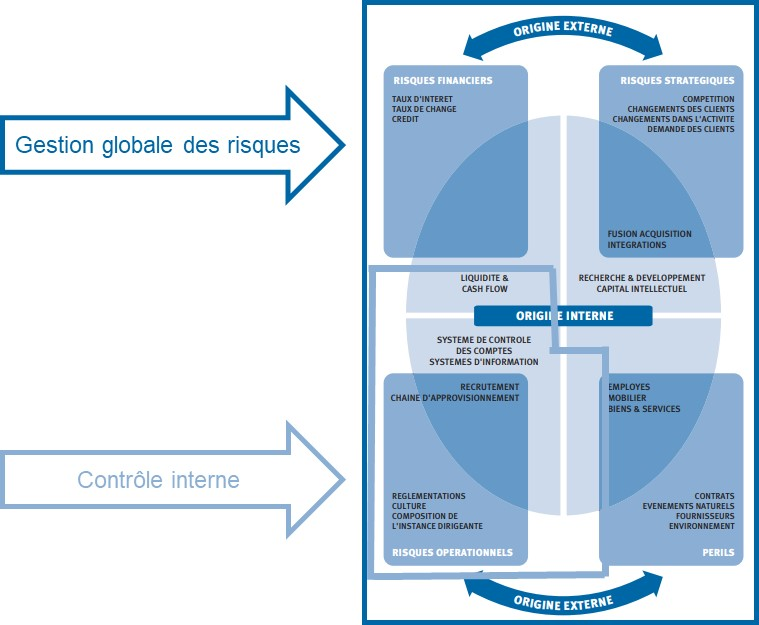 ORIGINE EXTERNE
RISQUES FINANCIERS
TAUX D'INTERET
TAUX DE CHANGE
CREDIT
RISQUES STRATEGIQUES
COMPETITION
CHANGEMENTS DES CLIENTS
CHANGEMENTS DANS L'ACTIVITE
DEMANDE DES CLIENTS
Gestion globale des risques
FUSION ACQUISITION
INTEGRATIONS
LIQUIDITE &
CASH FLOW
RECHERCHE & DEVELOPPEMENT
CAPITAL INTELLECTUEL
ORIGINE INTERNE
SYSTEME DE CONTROLE
DES COMPTES
SYSTEMES D'INFORMATION
RECRUTEMENT
CHAINE D'APPROVISIONNEMENT
EMPLOYES
MOBILIER
BIENS & SERVICES
Contrôle interne
REGLEMENTATIONS
CULTURE
COMPOSITION DE
L'INSTANCE DIRIGEANTE
RISQUES OPERATIONNELS
CONTRATS
EVENEMENTS NATURELS
FOURNISSEURS
ENVIRONNEMENT
PERILS
ORIGINE EXTERNE